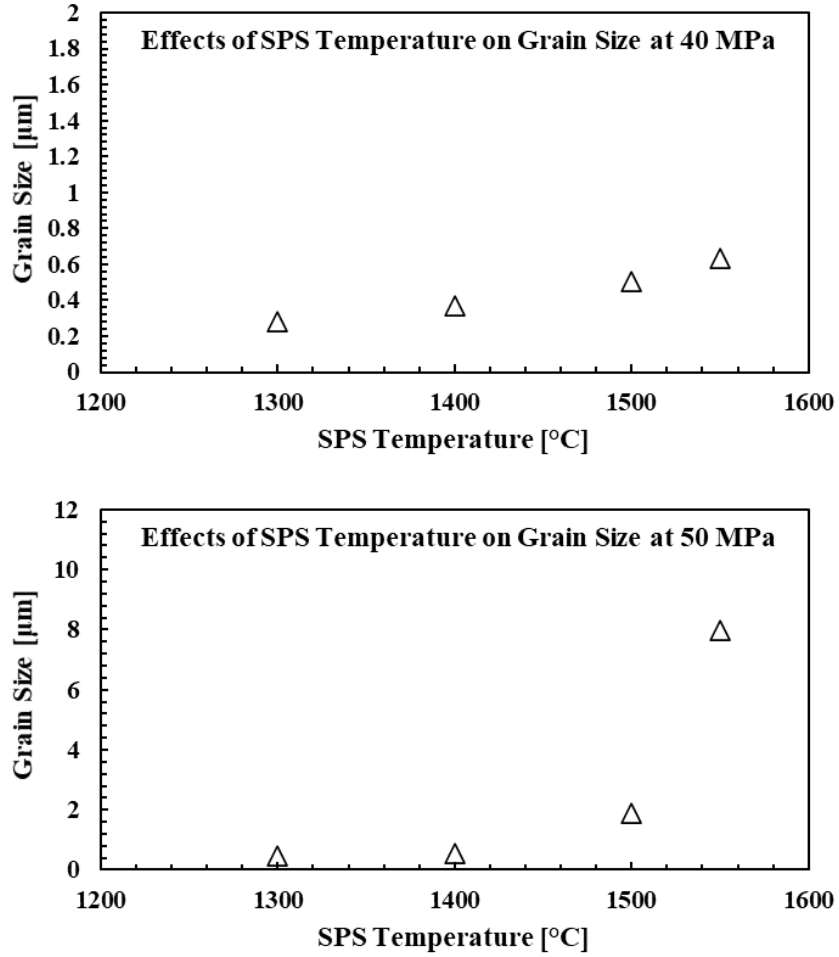 Effects of SPS Temperature on Grain Size at 40 MPa
Grain Size [μm]
2
1.8
1.6
1.4
1.2
1
0.8
0.6
0.4
0.2
0
1200 1300 1400 1500 1600
SPS Temperature [°C]
Effects of SPS Temperature on Grain Size at 50 MPa
Grain Size [μm]
12
10
8
6
4
2
0
1200 1300 1400 1500 1600
SPS Temperature [°C]